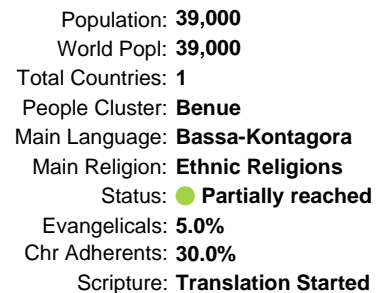 Population: 39,000
World Popl: 39,000
Total Countries: 1
People Cluster: Benue
Main Language: Bassa-Kontagora
Main Religion: Ethnic Religions
Status: Partially reached
Evangelicals: 5.0%
Chr Adherents: 30.0%
Scripture: Translation Started